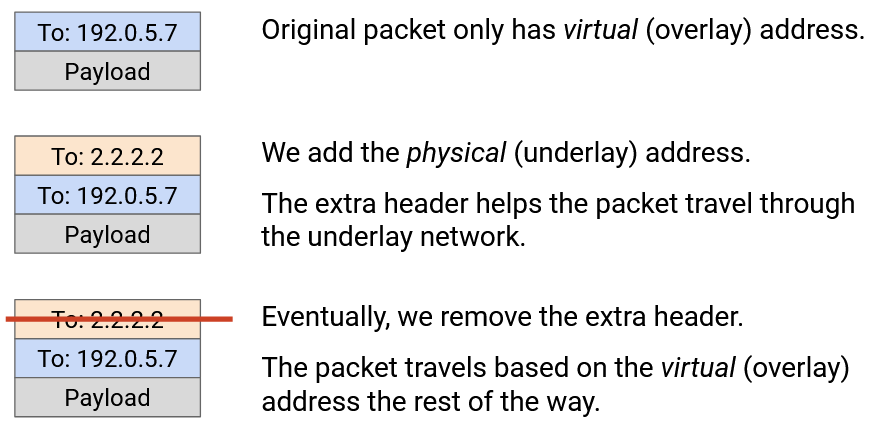 To: 192.0.5.7
Payload
Original packet only has virtual (overlay) address.
To: 2.2.2.2
To: 192.0.5.7
Payload
We add the physical (underlay) address.
The extra header helps the packet travel through
the underlay network.
To: 2.2.2.2
To: 192.0.5.7
Payload
Eventually, we remove the extra header.
The packet travels based on the virtual (overlay)
address the rest of the way.